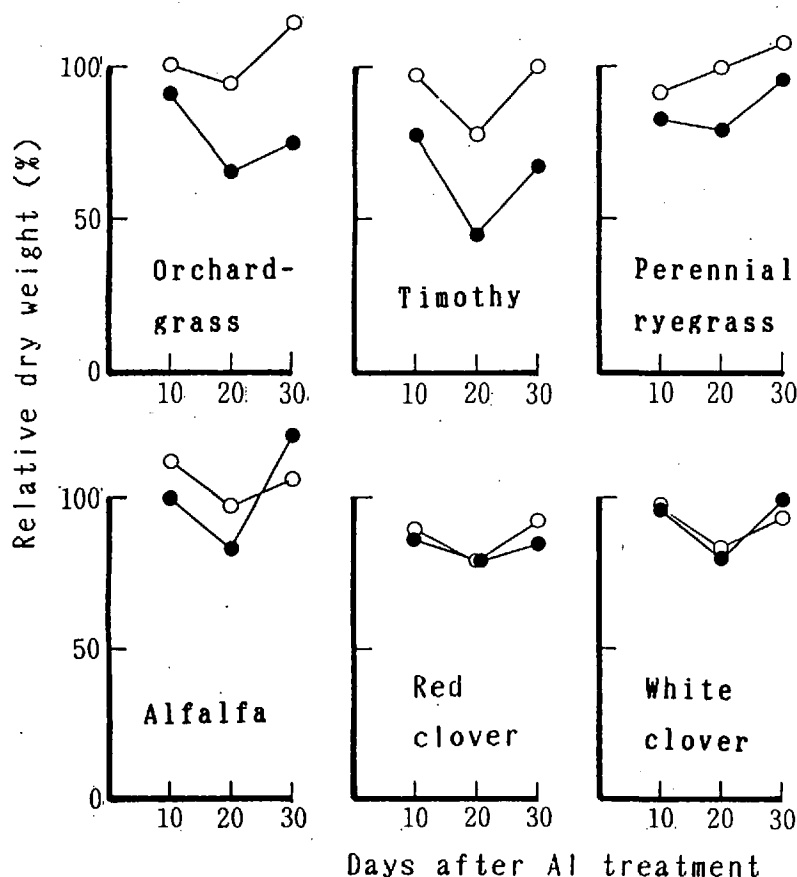 Relative dry weight (%)
100
50
0
Orchard-
grass
10 20 30
Timothy
10 20 30
Perennial
ryegrass
10 20 30
100
50
0
Alfalfa
10 20 30
Red
clover
10 20 30
White
clover
10 20 30
Days after Al treatment